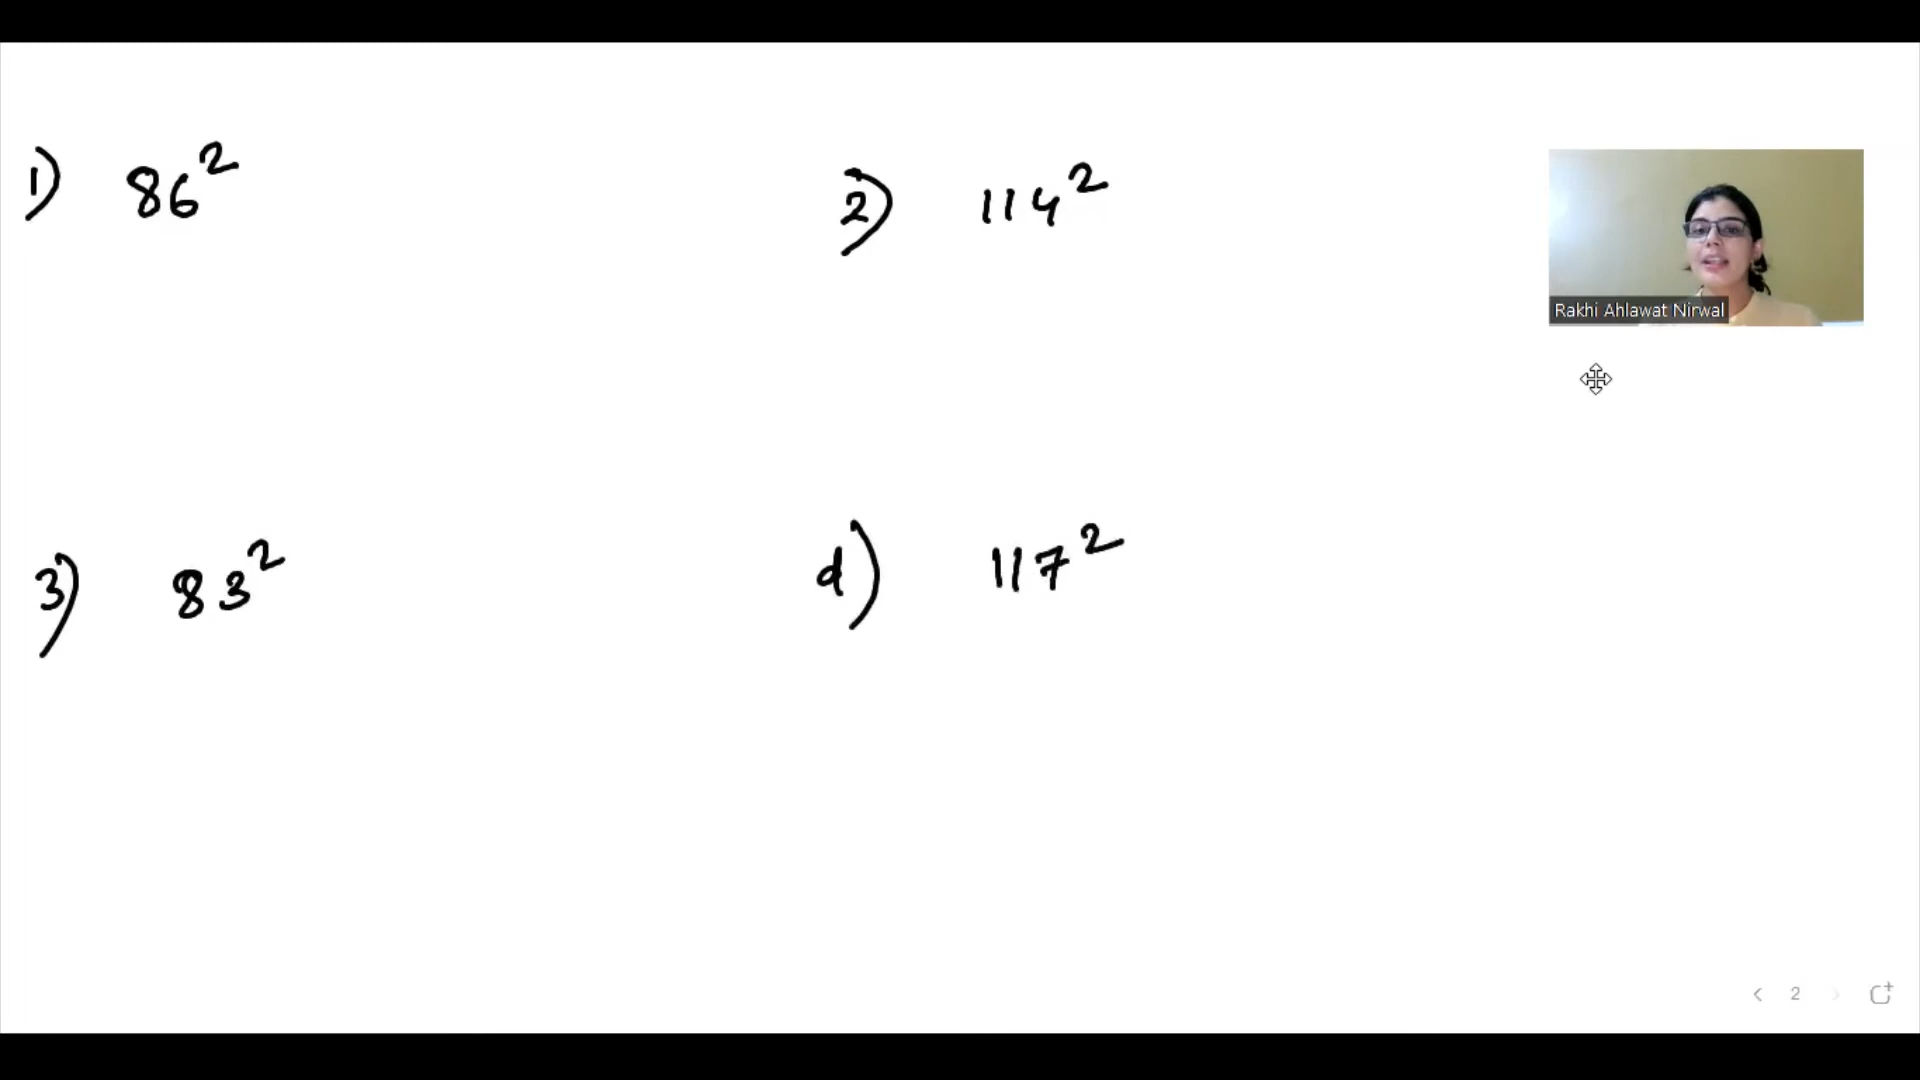 1) 86²
2) 114²
Rakhi Ahlawat Nirwal
3) 83²
d) 117²
2